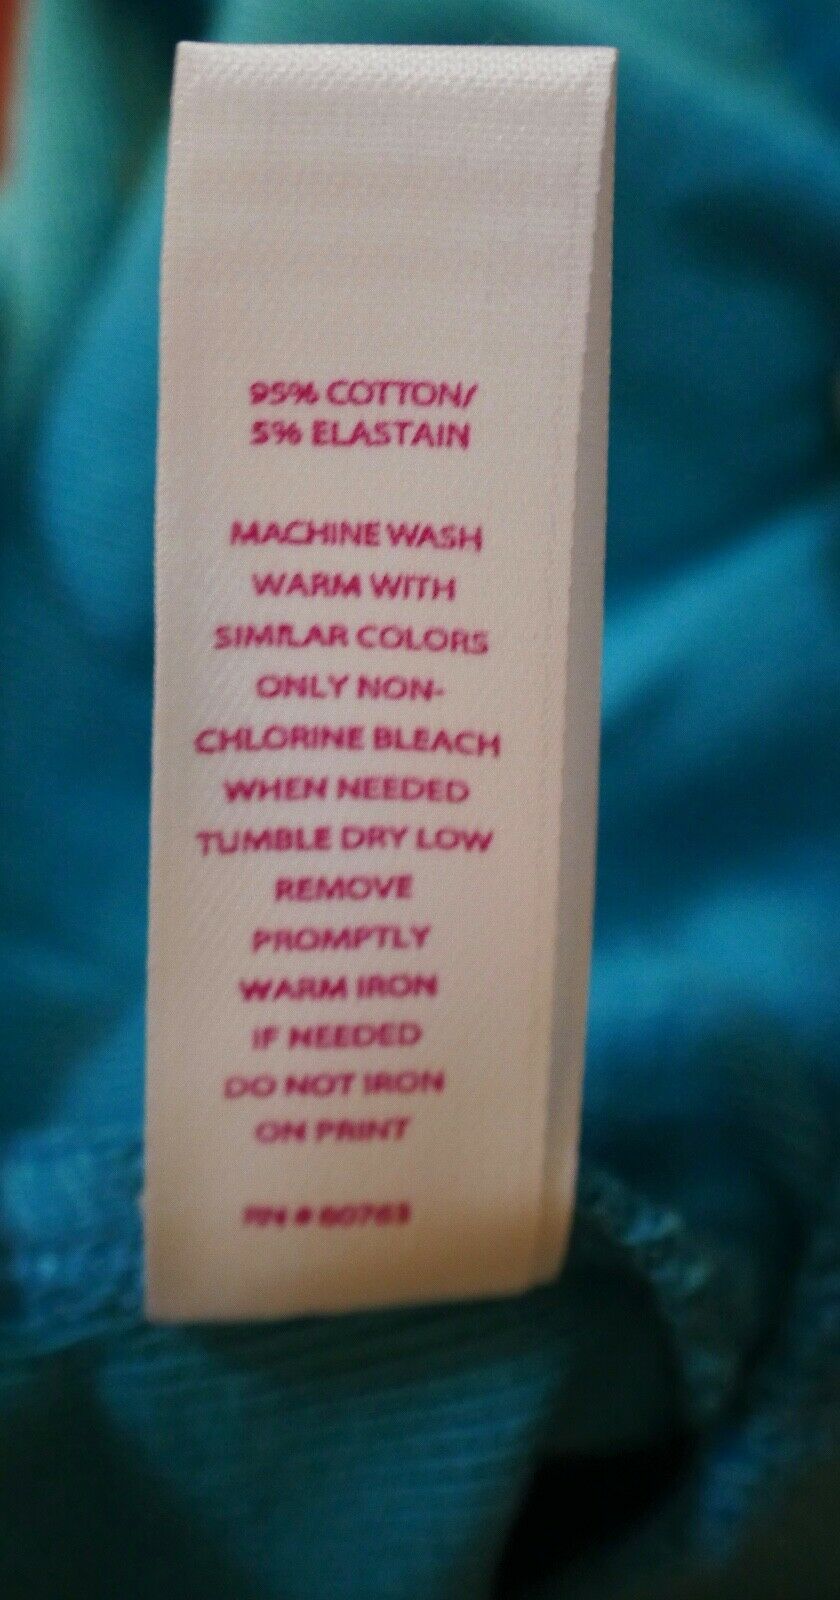 95% COTTON/
5% ELASTAIN
MACHINE WASH
WARM WITH
SIMILAR COLORS
ONLY NON-
CHLORINE BLEACH
WHEN NEEDED
TUMBLE DRY LOW
REMOVE
PROMPTLY
WARM IRON
IF NEEDED
DO NOT IRON
ON PRINT
RN #